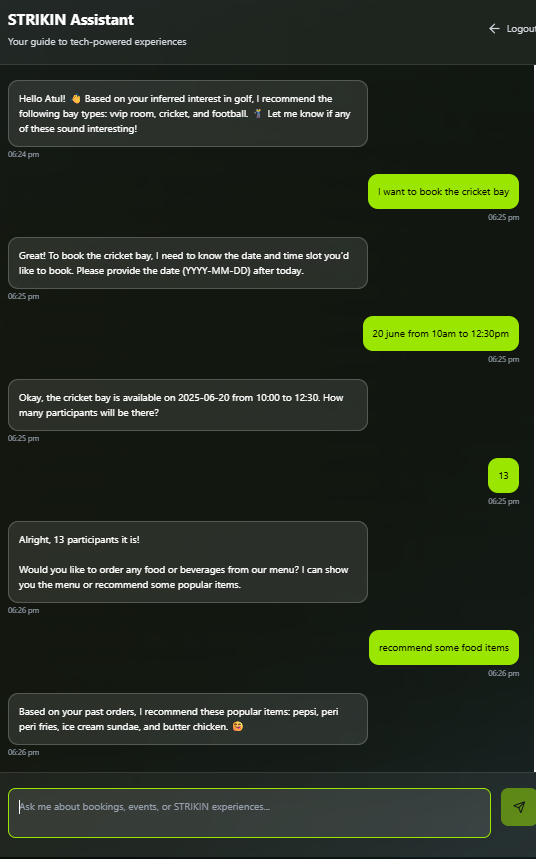 STRIKIN Assistant
Your guide to tech-powered experiences
Logout
Hello Atul! 👋 Based on your inferred interest in golf, I recommend the
following bay types: vvip room, cricket, and football. 🏌 Let me know if any
of these sound interesting!
06:24 pm
I want to book the cricket bay
06:25 pm
Great! To book the cricket bay, I need to know the date and time slot you'd
like to book. Please provide the date (YYYY-MM-DD) after today.
06:25 pm
20 june from 10am to 12:30pm
06:25 pm
Okay, the cricket bay is available on 2025-06-20 from 10:00 to 12:30. How
many participants will be there?
06:25 pm
13
06:25 pm
Alright, 13 participants it is!
Would you like to order any food or beverages from our menu? I can show
you the menu or recommend some popular items.
06:26 pm
recommend some food items
06:26 pm
Based on your past orders, I recommend these popular items: pepsi, peri
peri fries, ice cream sundae, and butter chicken. 😋
06:26 pm
Ask me about bookings, events, or STRIKIN experiences...